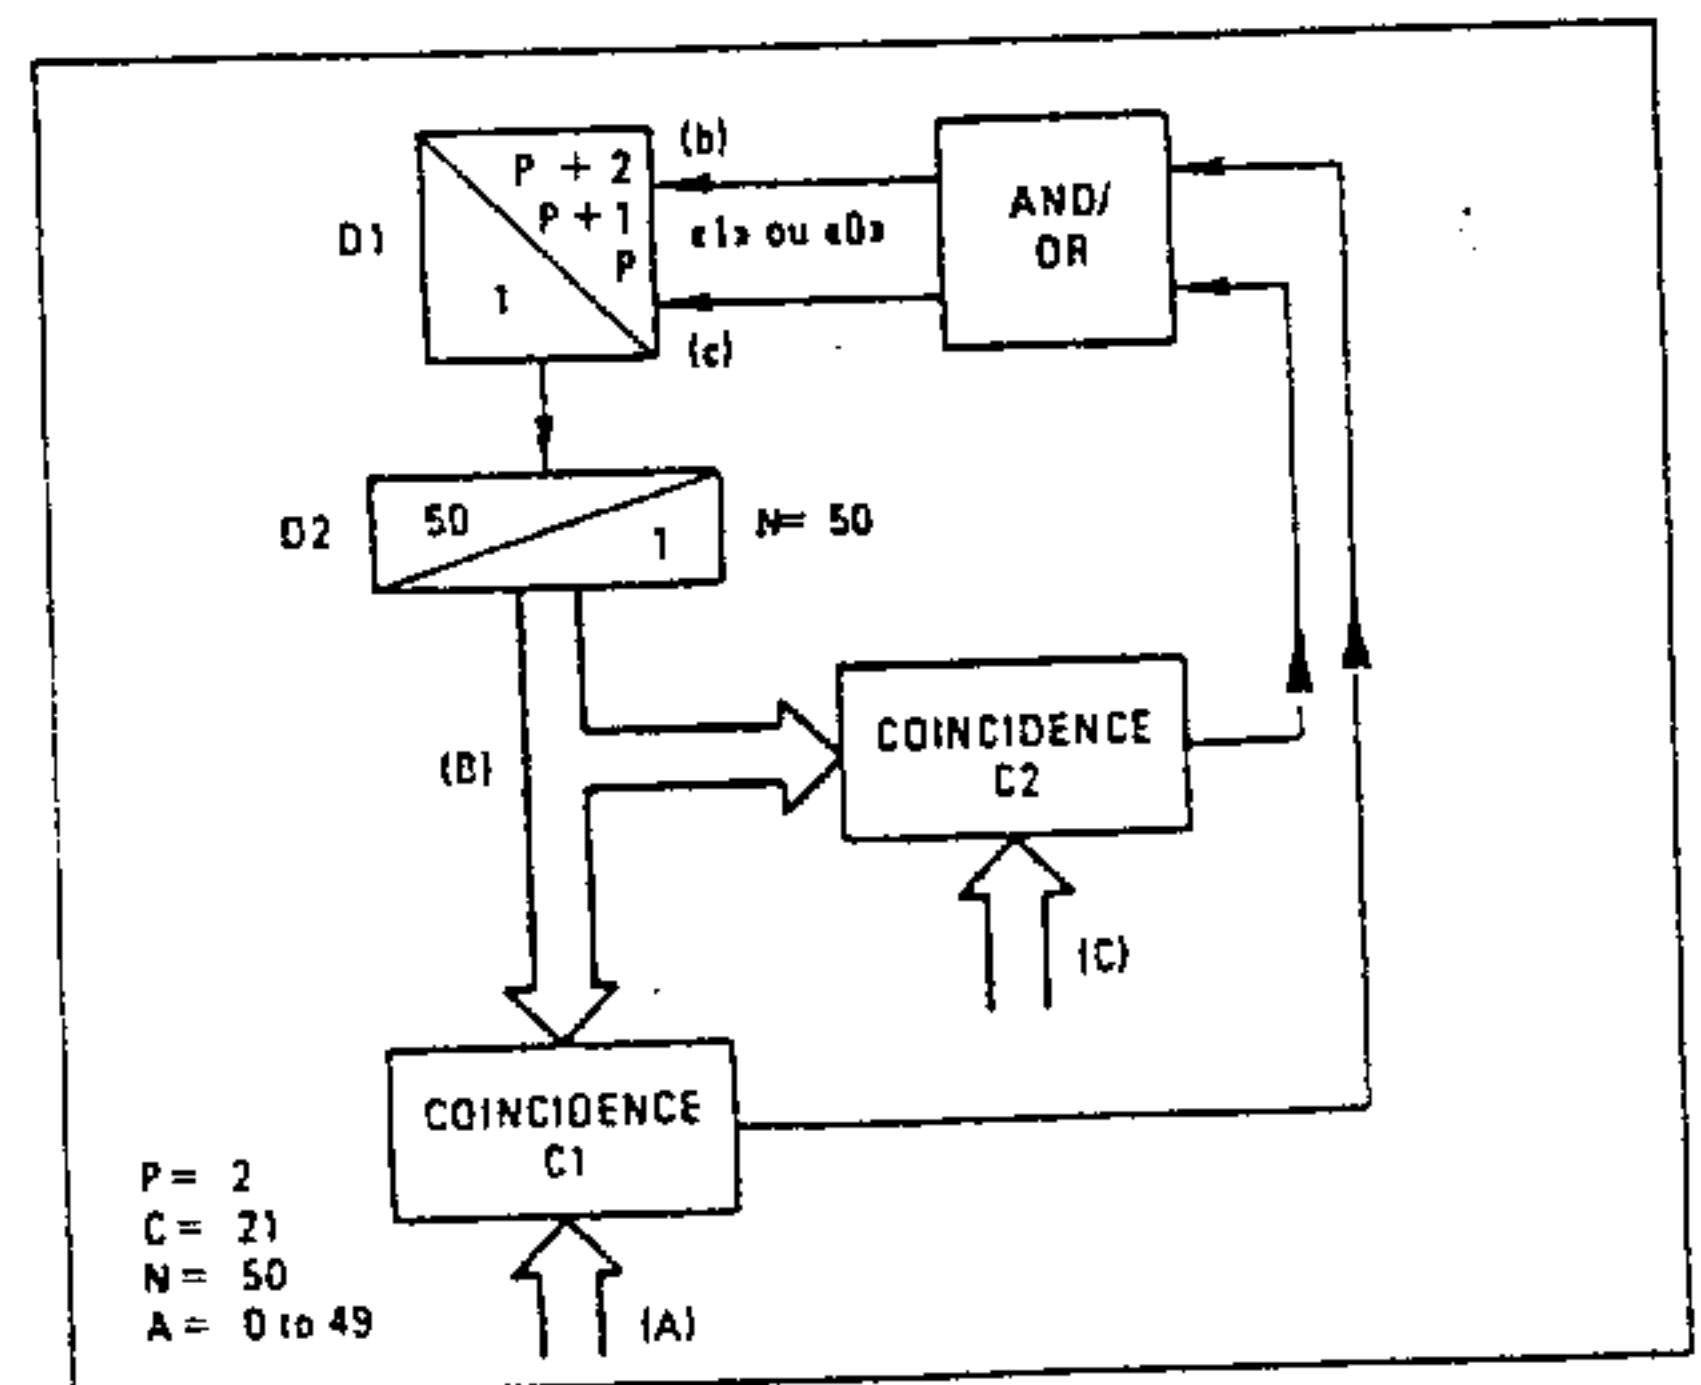 (b)
P + 2
P + 1
P
1
D1
«1» ou «0»
(c)
AND/
OR
D2
50
1
N= 50
(B)
COINCIDENCE
C2
(C)
COINCIDENCE
C1
(A)
P = 2
C = 21
N = 50
A = 0 to 49